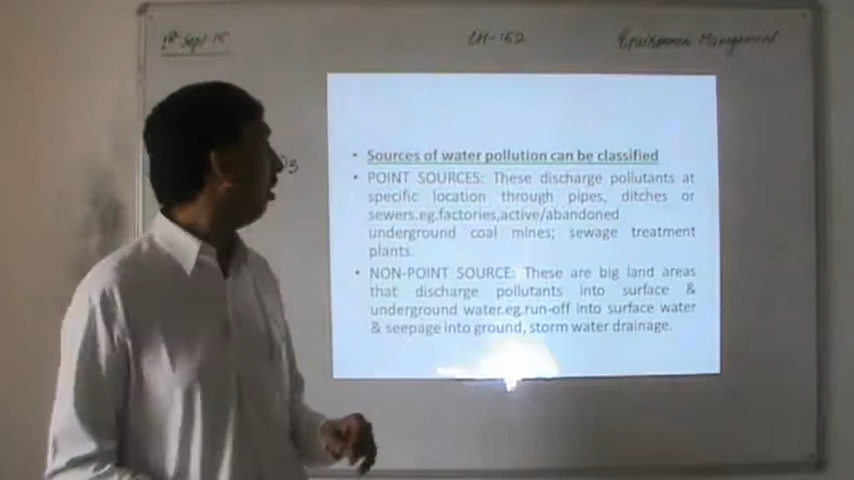 1st Sept 15
CH-152
Environmen Management
O3
• Sources of water pollution can be classified
• POINT SOURCES: These discharge pollutants at
specific location through pipes, ditches or
sewers.eg.factories,active/abandoned
underground coal mines; sewage treatment
plants.
• NON-POINT SOURCE: These are big land areas
that discharge pollutants into surface &
underground water.eg.run-off into surface water
& seepage into ground, storm water drainage.